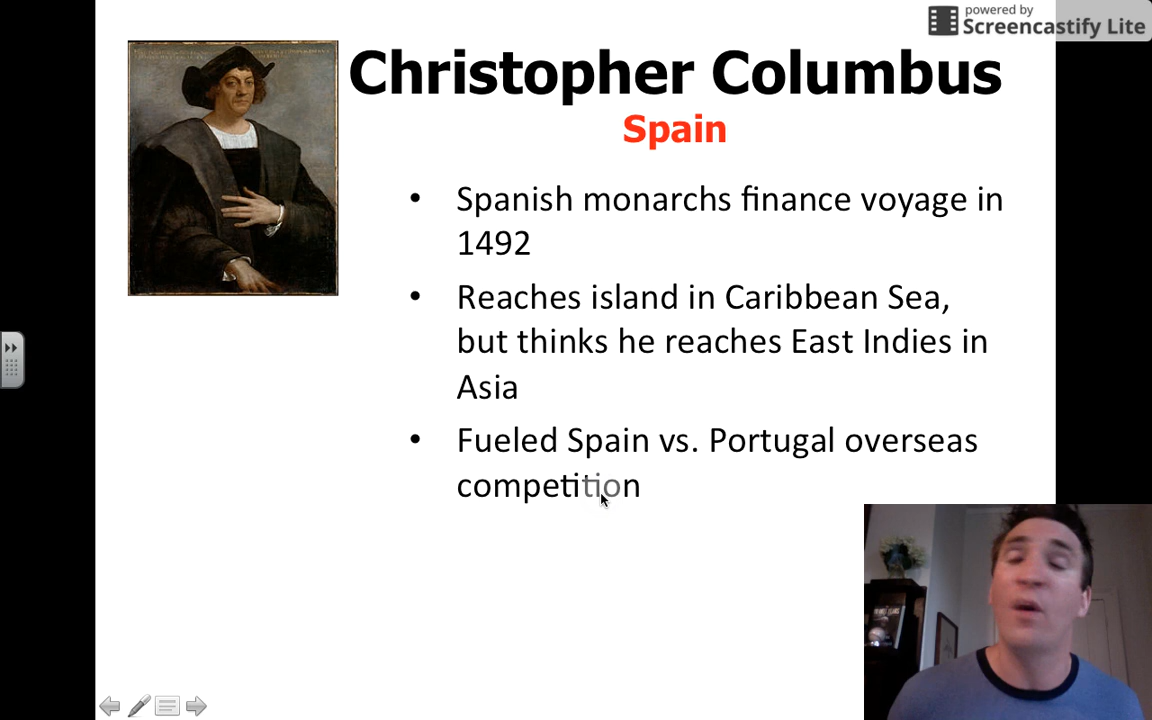 powered by
Screencastify Lite
Christopher Columbus
Spain
• Spanish monarchs finance voyage in
1492
• Reaches island in Caribbean Sea,
but thinks he reaches East Indies in
Asia
• Fueled Spain vs. Portugal overseas
competition